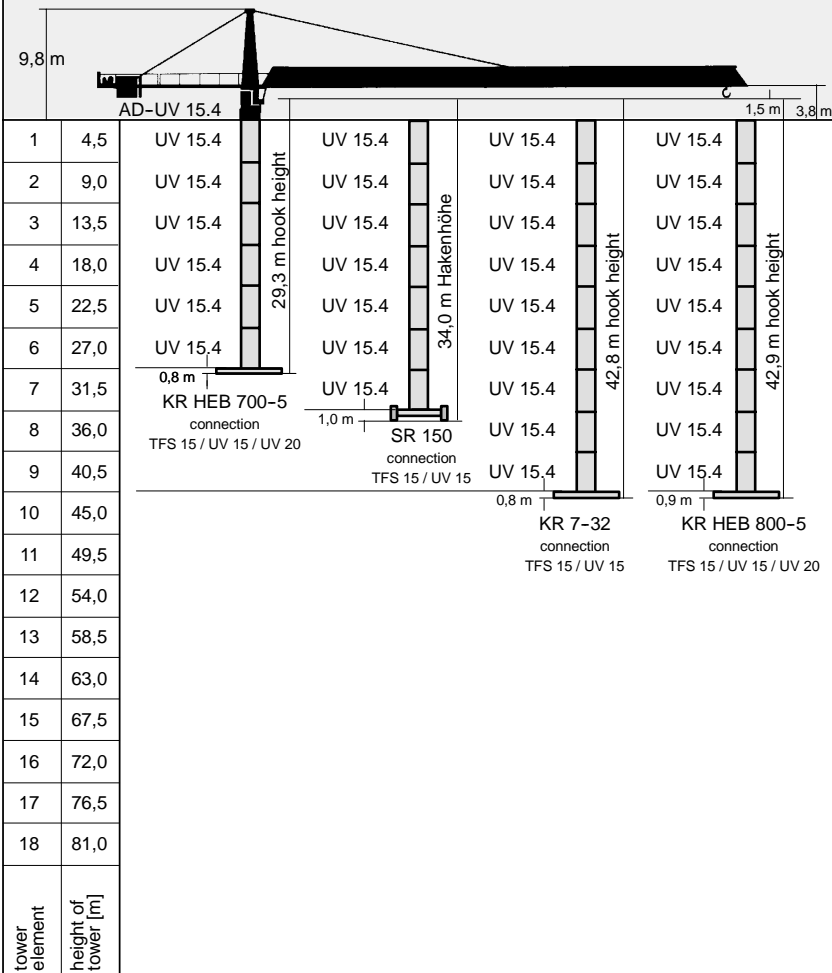 9,8 m
AD-UV 15.4
1,5 m
3,8 m
1 4,5 UV 15.4 UV 15.4 UV 15.4 UV 15.4
2 9,0 UV 15.4 UV 15.4 UV 15.4 UV 15.4
3 13,5 UV 15.4 UV 15.4 UV 15.4 UV 15.4
4 18,0 UV 15.4 UV 15.4 UV 15.4 UV 15.4
5 22,5 UV 15.4 UV 15.4 UV 15.4 UV 15.4
6 27,0 UV 15.4 UV 15.4 UV 15.4 UV 15.4
7 31,5 UV 15.4 UV 15.4 UV 15.4
8 36,0 UV 15.4 UV 15.4
9 40,5 UV 15.4 UV 15.4
10 45,0
11 49,5
12 54,0
13 58,5
14 63,0
15 67,5
16 72,0
17 76,5
18 81,0
tower
element
height of
tower [m]
29,3 m hook height
0,8 m
KR HEB 700-5
connection
TFS 15 / UV 15 / UV 20
34,0 m Hakenhöhe
1,0 m
SR 150
connection
TFS 15 / UV 15
42,8 m hook height
0,8 m
KR 7-32
connection
TFS 15 / UV 15
42,9 m hook height
0,9 m
KR HEB 800-5
connection
TFS 15 / UV 15 / UV 20